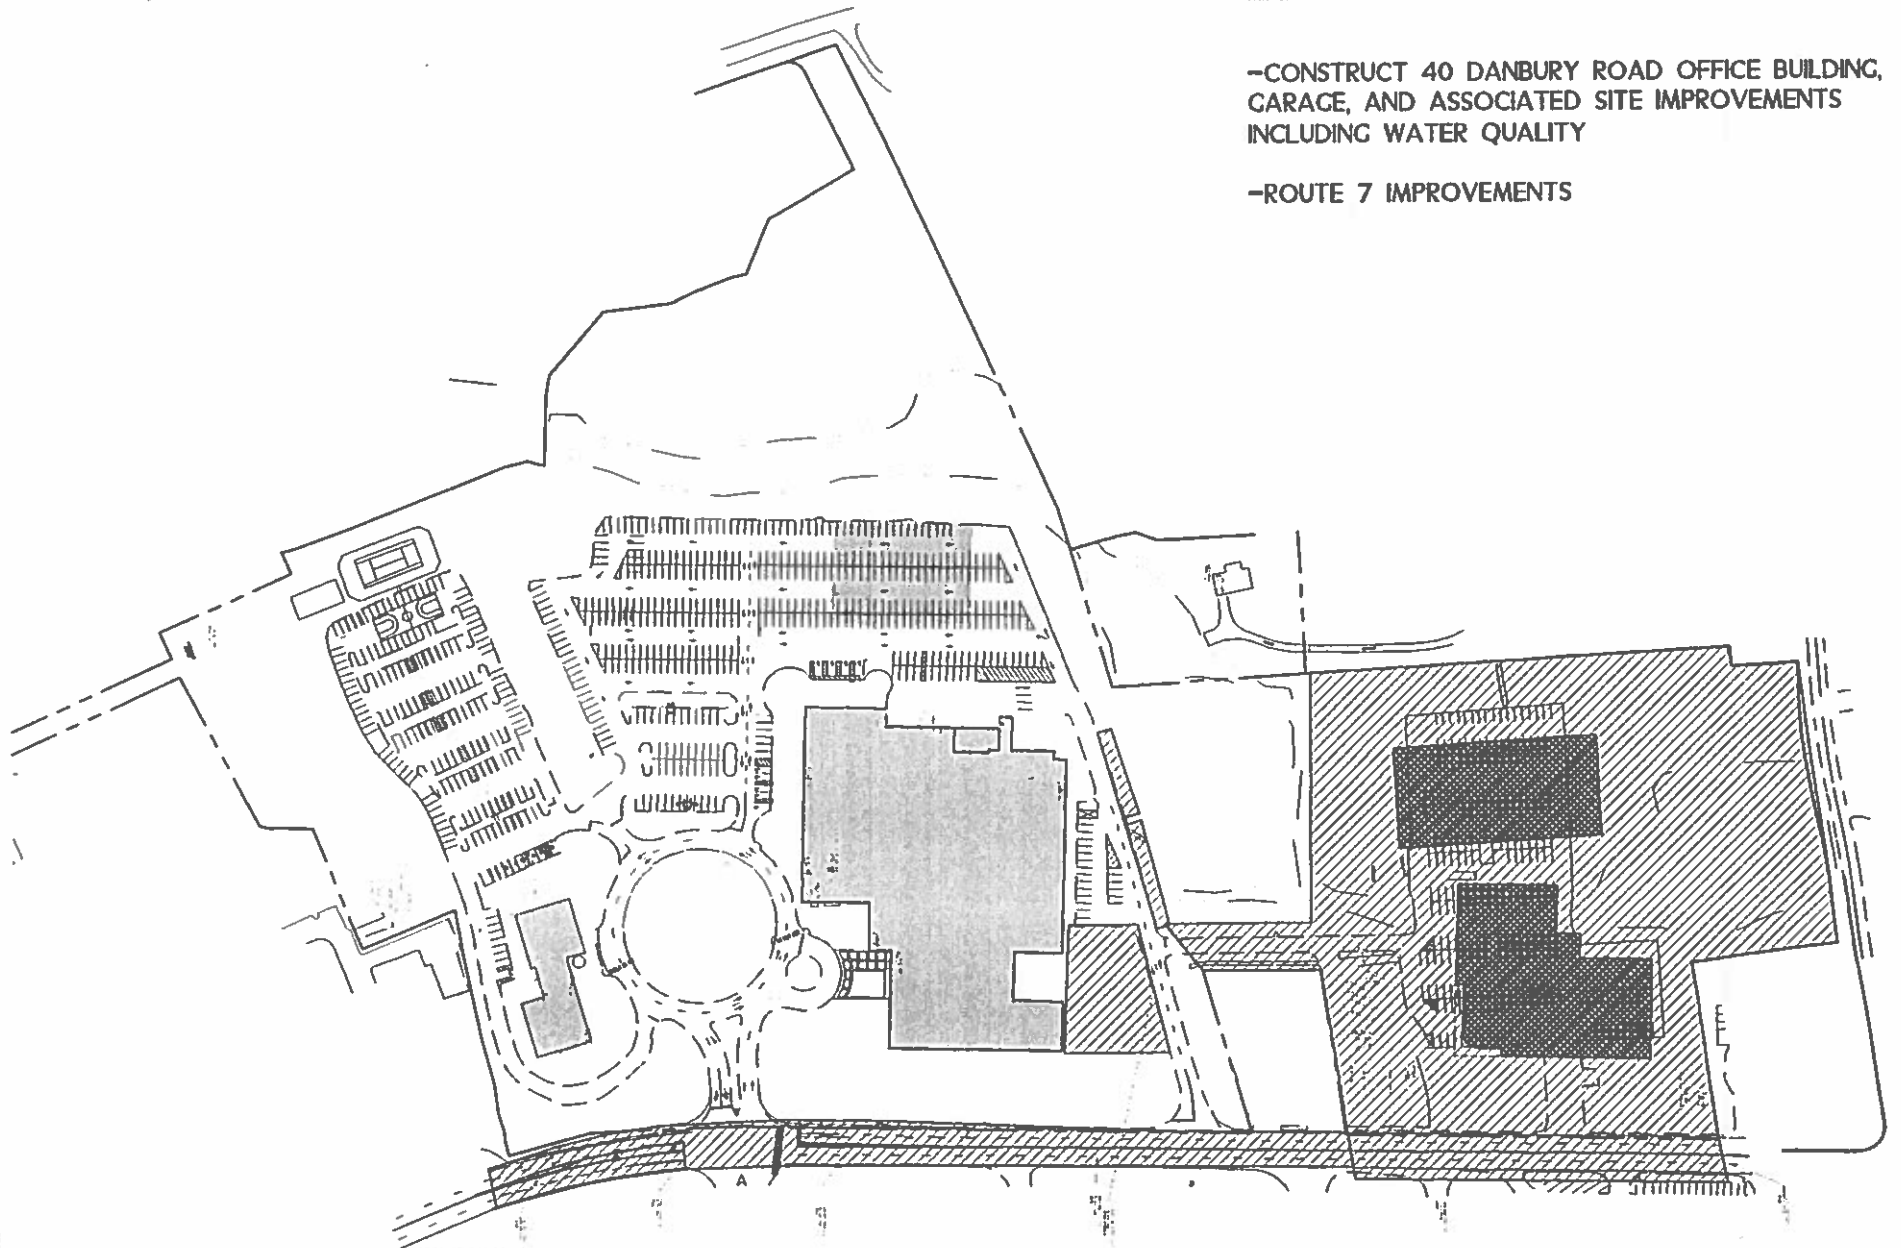 -CONSTRUCT 40 DANBURY ROAD OFFICE BUILDING,
GARAGE, AND ASSOCIATED SITE IMPROVEMENTS
INCLUDING WATER QUALITY
-ROUTE 7 IMPROVEMENTS
A